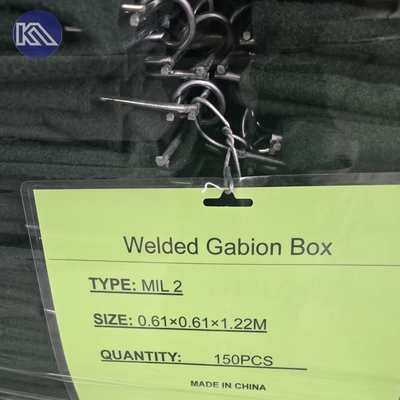 Welded Gabion Box
TYPE: MIL 2
SIZE: 0.61×0.61×1.22M
QUANTITY: 150PCS
MADE IN CHINA